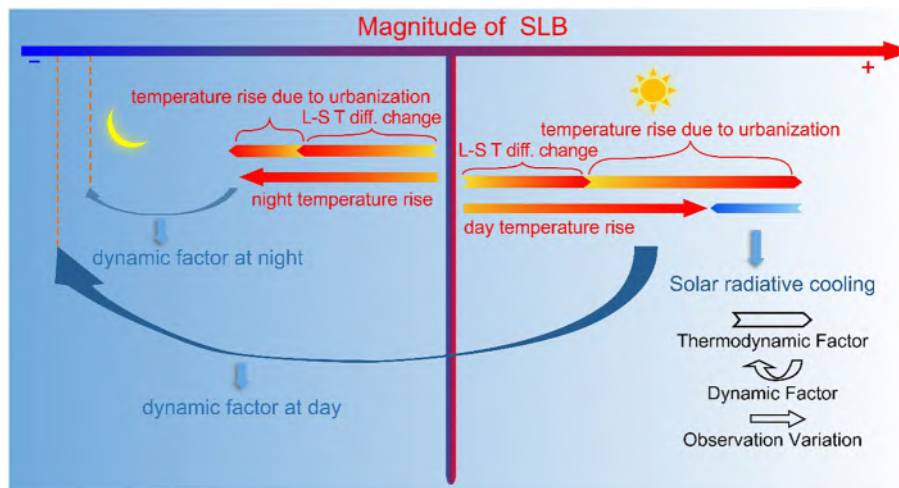 Magnitude of SLB
–
+
temperature rise due to urbanization
L-S T diff. change
temperature rise due to urbanization
L-S T diff. change
night temperature rise
day temperature rise
dynamic factor at night
Solar radiative cooling
Thermodynamic Factor
dynamic factor at day
Dynamic Factor
Observation Variation